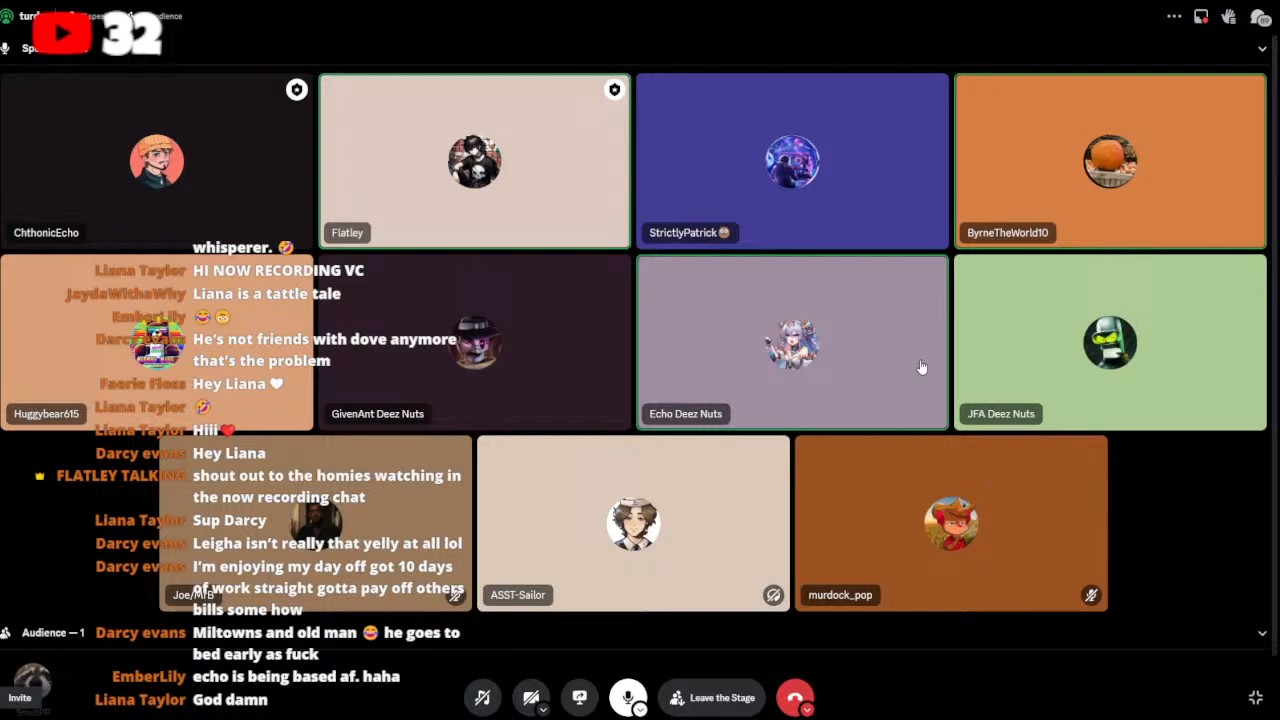 32
ChthonicEcho
Flatley
StrictlyPatrick
ByrneTheWorld10
whisperer. 🤣
Liana Taylor HI NOW RECORDING VC
JaydaWithaWhy Liana is a tattle tale
EmberLily 😂🙃
Darcy evans He's not friends with dove anymore
that's the problem
Faerie Floss Hey Liana 🤍
Liana Taylor 🤣
Huggybear615
GivenAnt Deez Nuts
Echo Deez Nuts
JFA Deez Nuts
Liana Taylor Hiii❤️
Darcy evans Hey Liana
FLATLEY TALKING shout out to the homies watching in
the now recording chat
Liana Taylor Sup Darcy
Darcy evans Leigha isn't really that yelly at all lol
Darcy evans I'm enjoying my day off got 10 days
of work straight gotta pay off others
bills some how
Joe/MrB
ASST-Sailor
murdock_pop
Audience — 1
Darcy evans Miltowns and old man 😂 he goes to
bed early as fuck
EmberLily echo is being based af. haha
Liana Taylor God damn
Invite
Leave the Stage